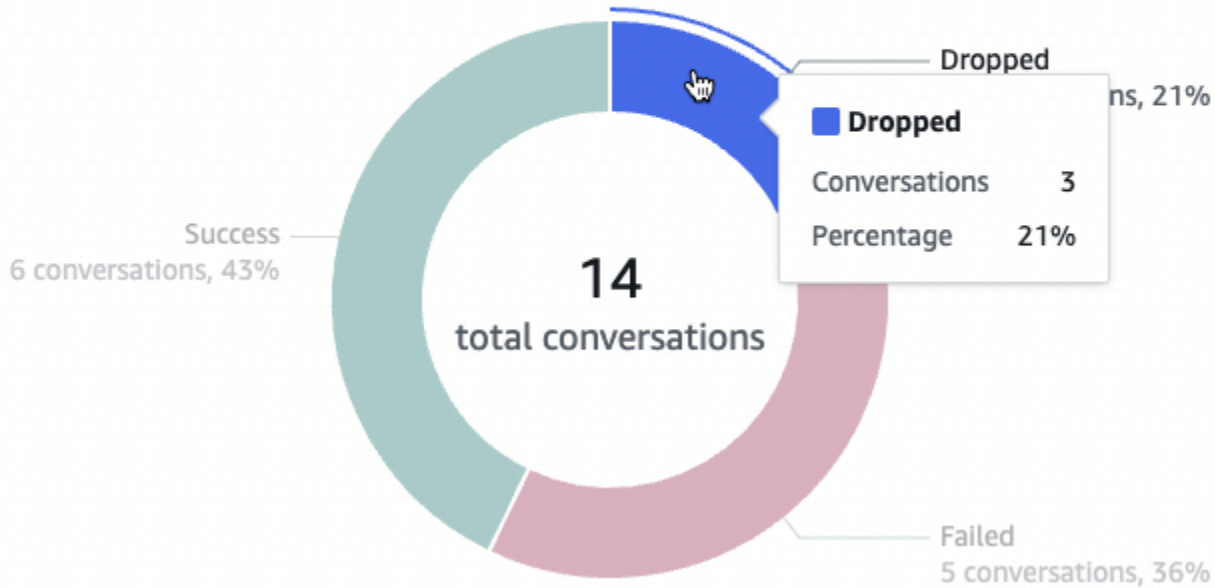 Dropped
ns, 21%
Dropped
Conversations 3
Percentage 21%
Success
6 conversations, 43%
14
total conversations
Failed
5 conversations, 36%